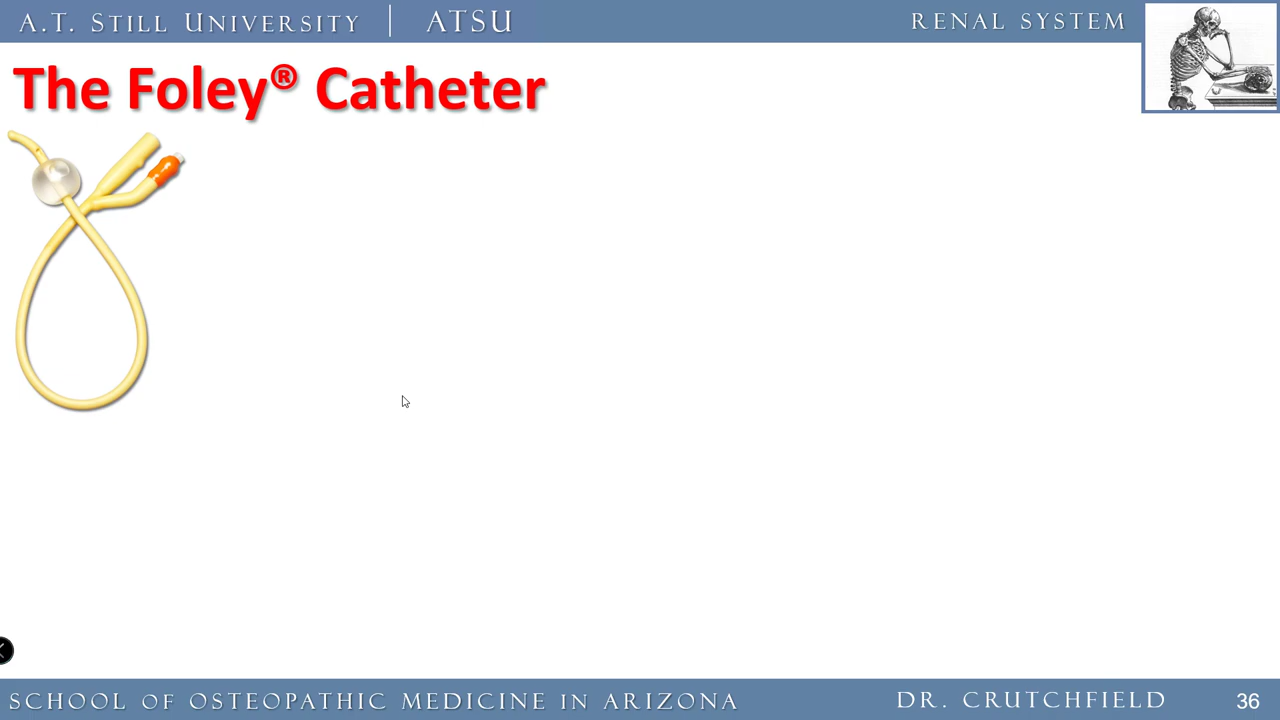 A.T. STILL UNIVERSITY | ATSU
RENAL SYSTEM
The Foley® Catheter
SCHOOL OF OSTEOPATHIC MEDICINE IN ARIZONA
DR. CRUTCHFIELD
36